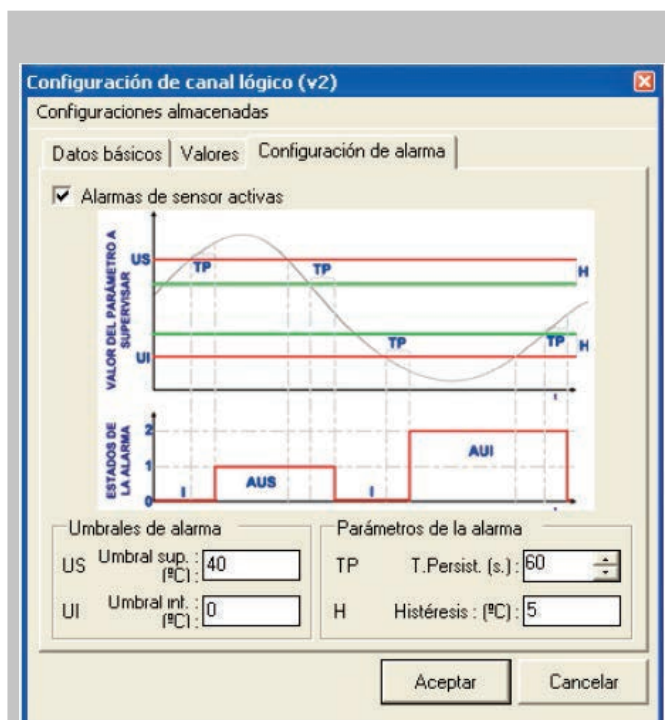 Configuración de canal lógico (v2)
Configuraciones almacenadas
Datos básicos Valores Configuración de alarma
Alarmas de sensor activas
VALOR DEL PARÁMETRO A
SUPERVISAR
US
TP
TP
H
UI
TP
TP
H
ESTADOS DE
LA ALARMA
2
1
0
I
AUS
I
AUI
Umbrales de alarma
US Umbral sup. :
(ºC) :
40
UI Umbral inf. :
(ºC) :
0
Parámetros de la alarma
TP T.Persist. (s.) : 60
H Histéresis : (ºC) : 5
Aceptar Cancelar